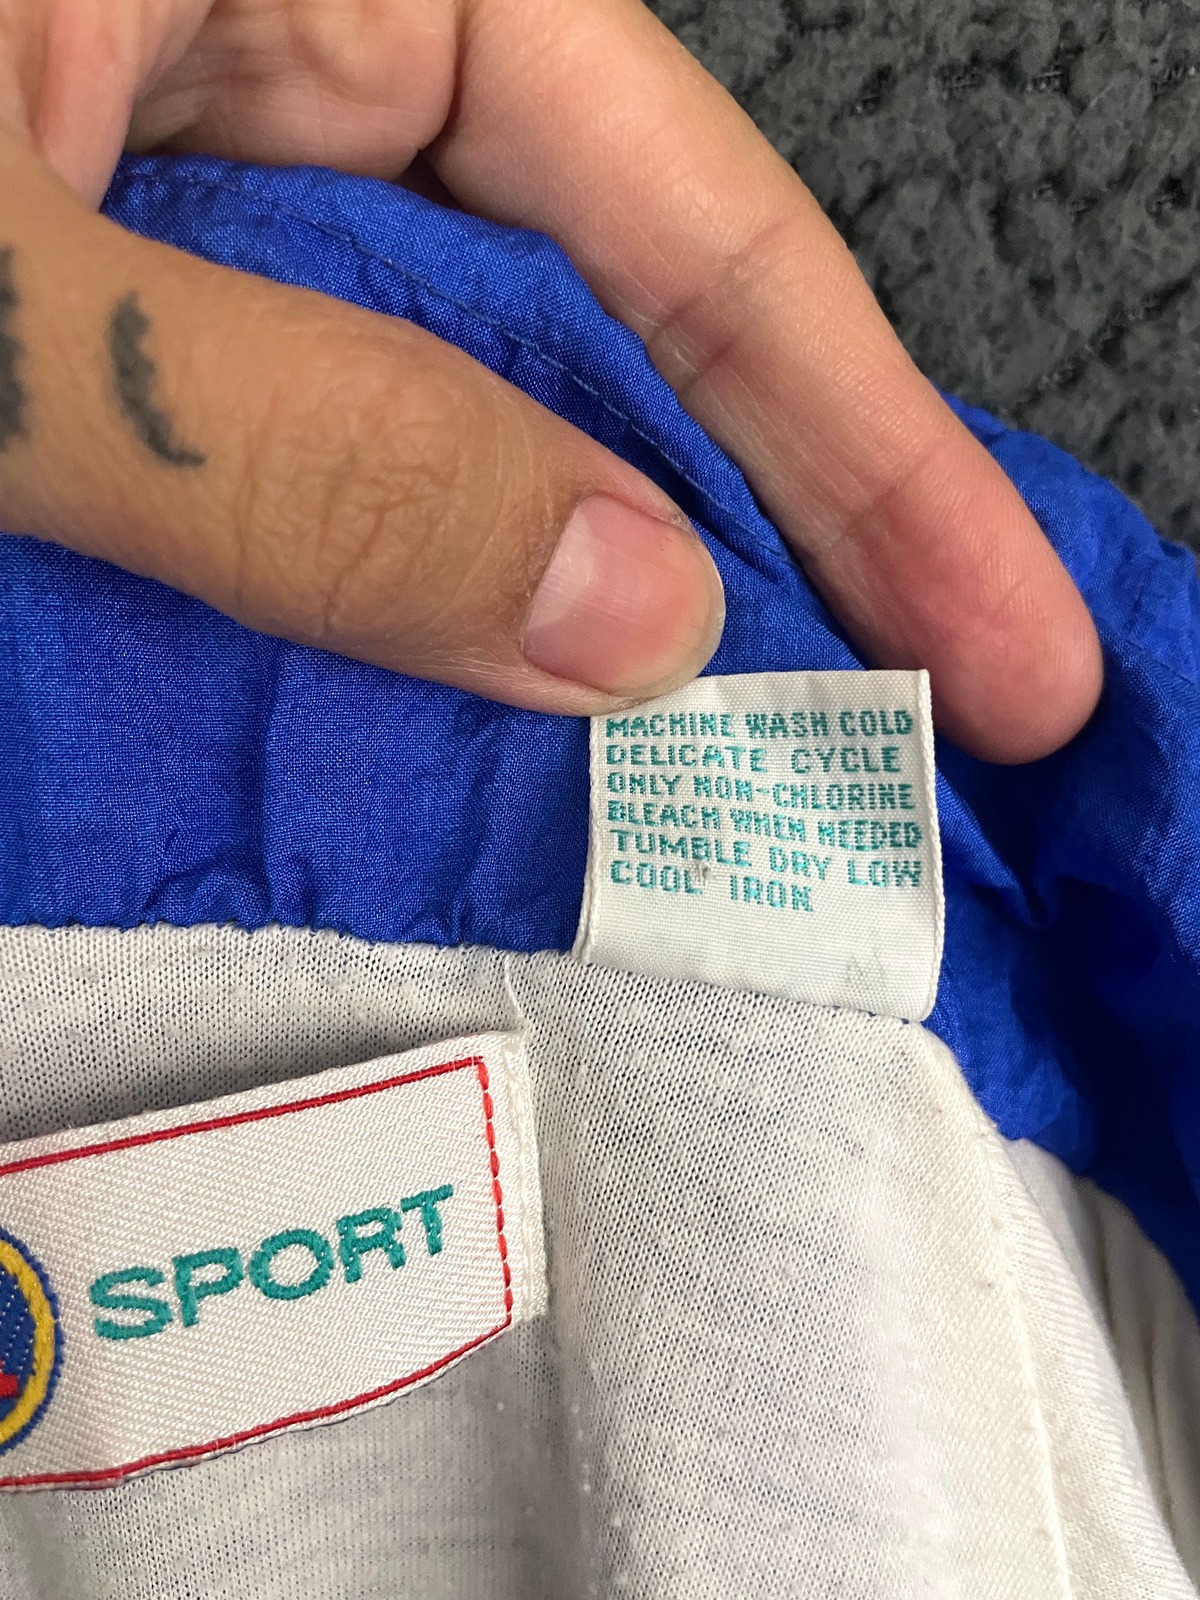 MACHINE WASH COLD
DELICATE CYCLE
ONLY NON-CHLORINE
BLEACH WHEN NEEDED
TUMBLE DRY LOW
COOL IRON
SPORT